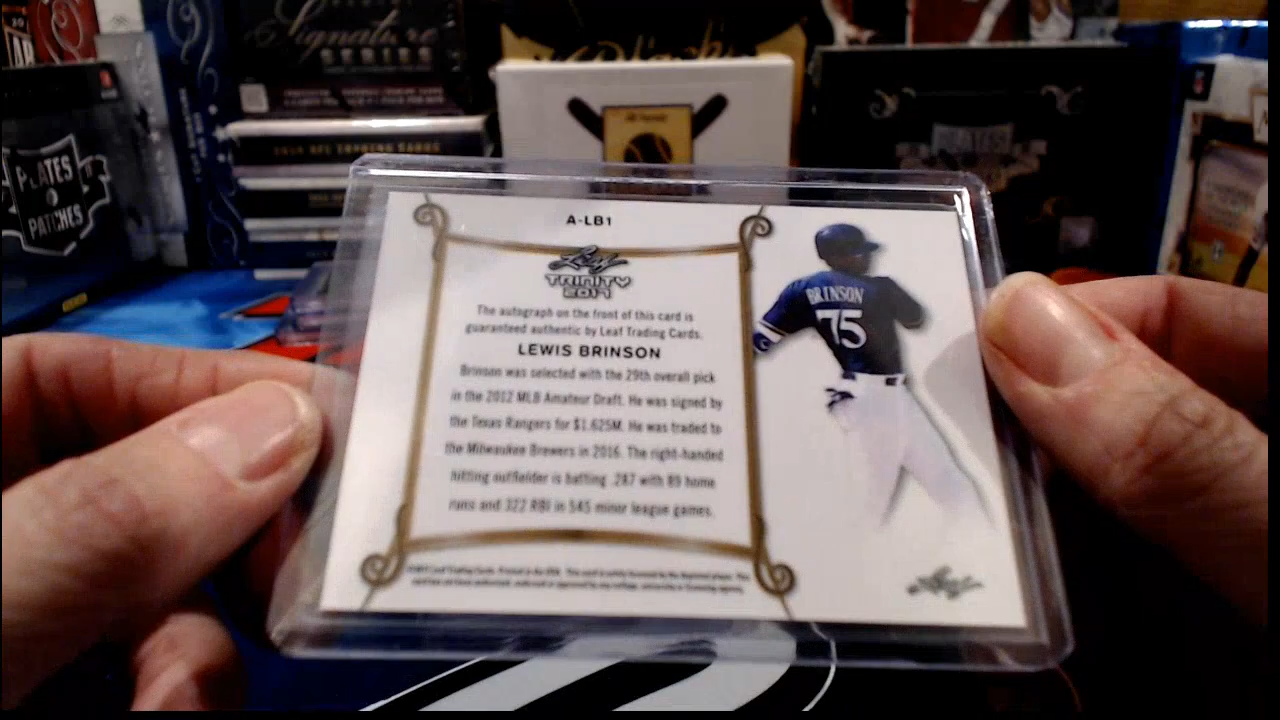 Signature
SERIES
PLATES
PATCHES
PLATES
A-LB1
Leaf
TRINITY
2017
The autograph on the front of this card is
guaranteed authentic by Leaf Trading Cards.
LEWIS BRINSON
Brinson was selected with the 29th overall pick
in the 2012 MLB Amateur Draft. He was signed by
the Texas Rangers for $1.625M. He was traded to
the Milwaukee Brewers in 2016. The right-handed
hitting outfielder is batting .287 with 89 home
runs and 322 RBI in 545 minor league games.
BRINSON
75
Leaf